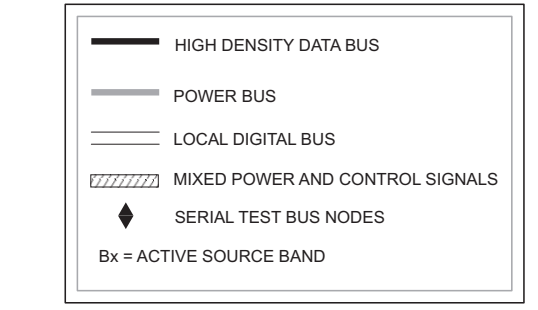 HIGH DENSITY DATA BUS
POWER BUS
LOCAL DIGITAL BUS
MIXED POWER AND CONTROL SIGNALS
SERIAL TEST BUS NODES
Bx = ACTIVE SOURCE BAND